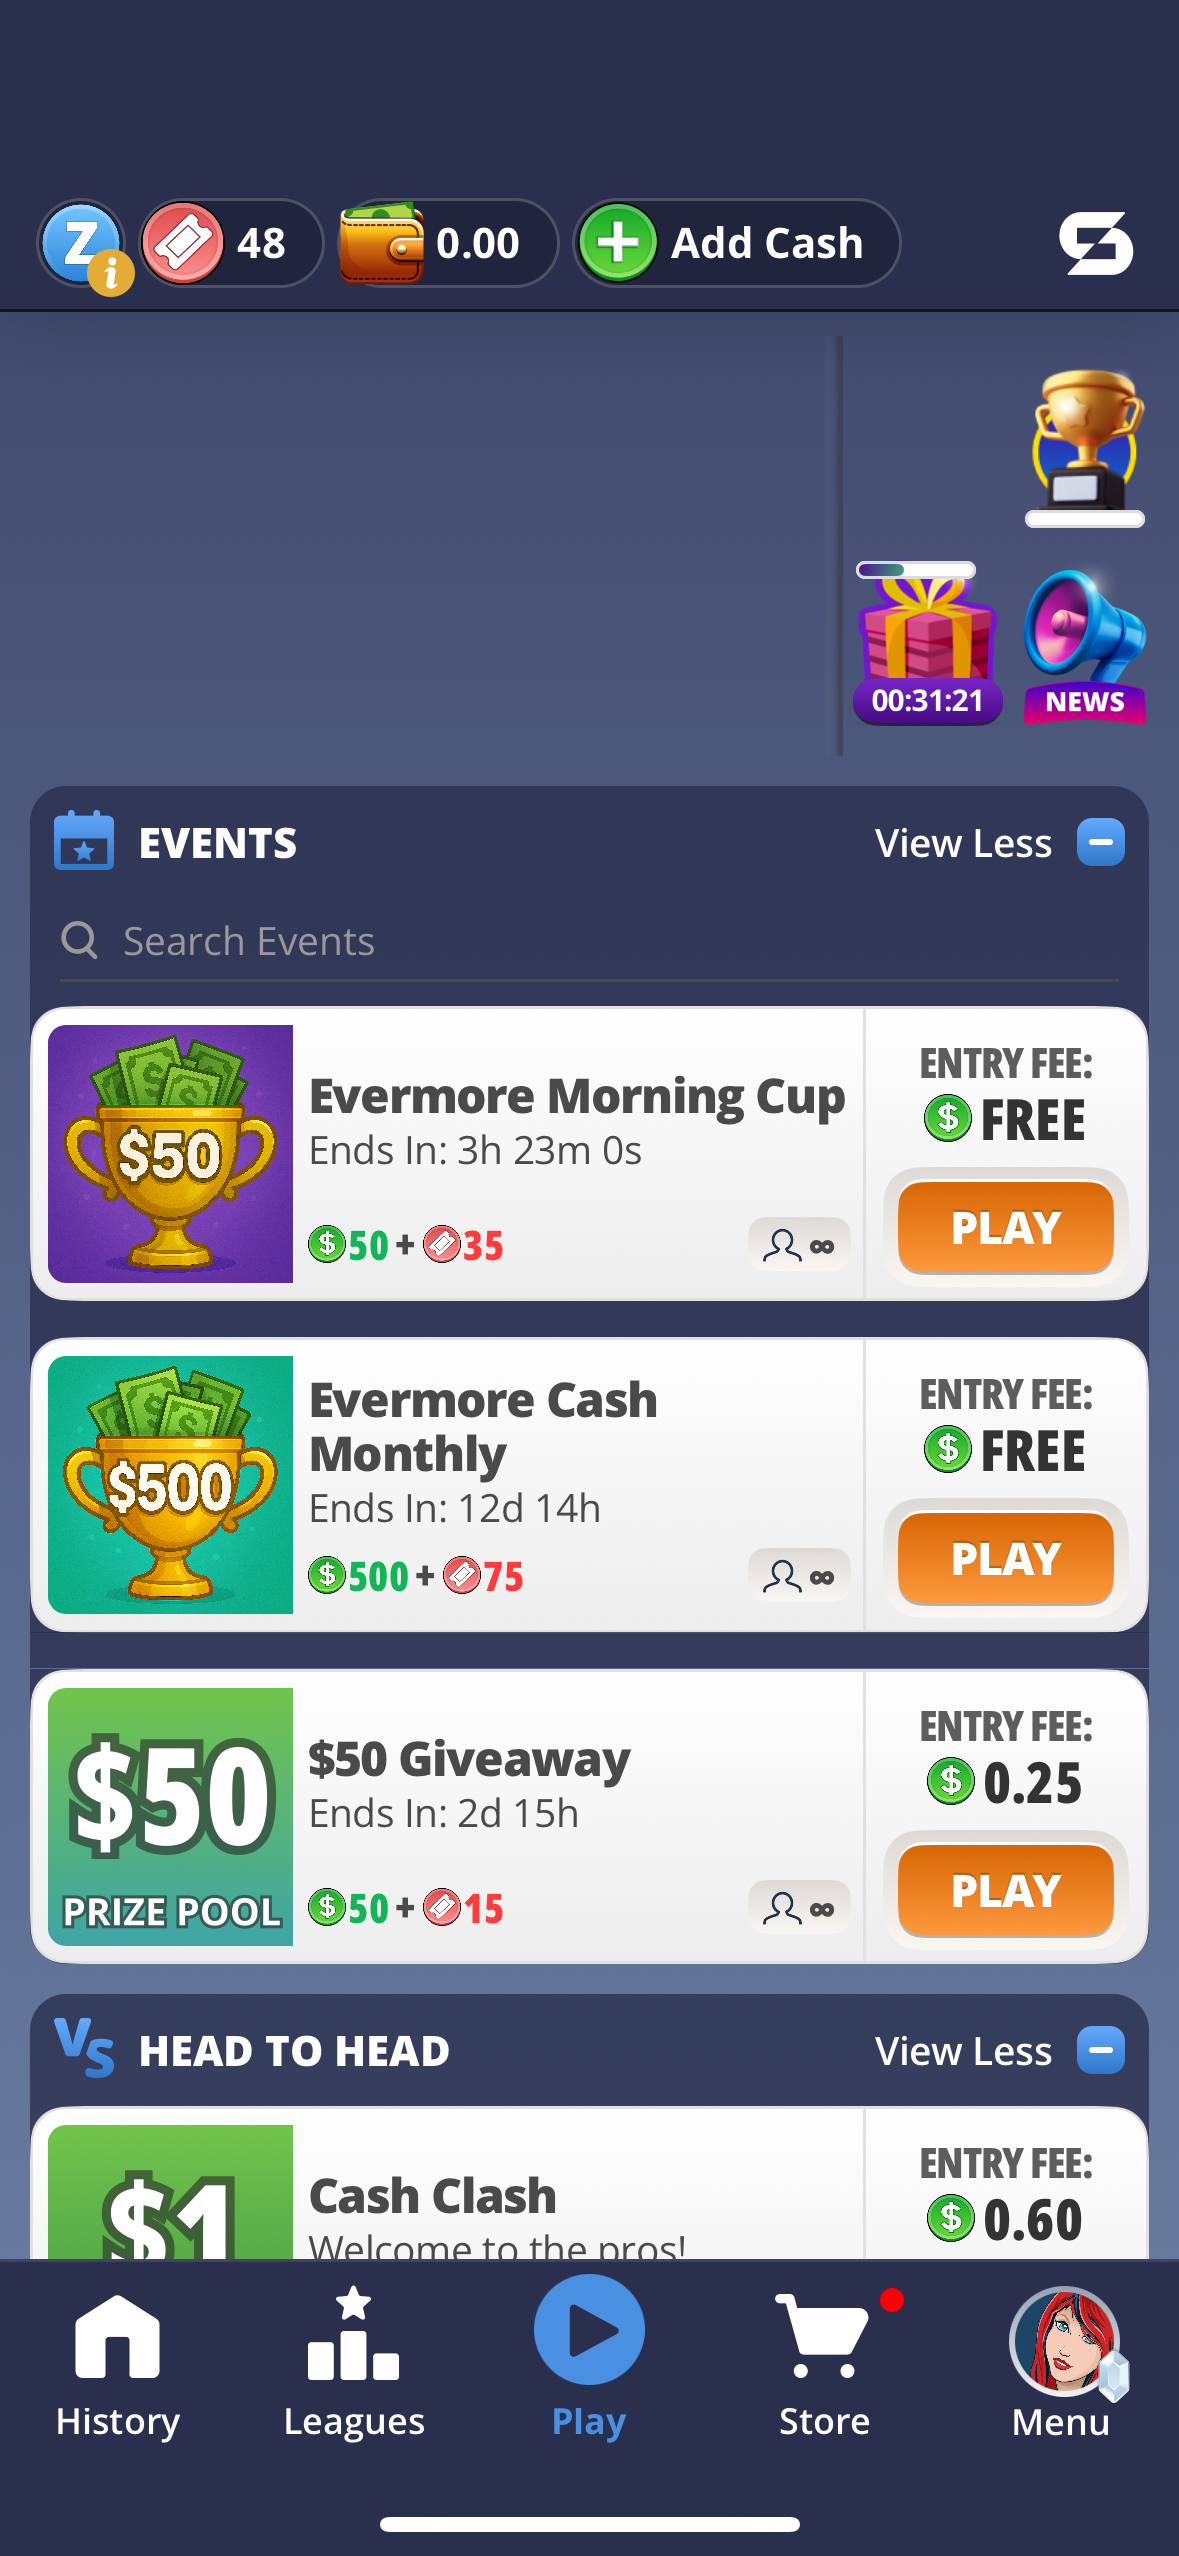 Z
i
48
0.00
Add Cash
00:31:21
NEWS
EVENTS
View Less
Search Events
$50
Evermore Morning Cup
Ends In: 3h 23m 0s
$ 50 + 35
∞
ENTRY FEE:
$ FREE
PLAY
$500
Evermore Cash
Monthly
Ends In: 12d 14h
$ 500 + 75
∞
ENTRY FEE:
$ FREE
PLAY
$50
PRIZE POOL
$50 Giveaway
Ends In: 2d 15h
$ 50 + 15
∞
ENTRY FEE:
$ 0.25
PLAY
VS
HEAD TO HEAD
View Less
$1
Cash Clash
Welcome to the pros!
ENTRY FEE:
$ 0.60
History
Leagues
Play
Store
Menu